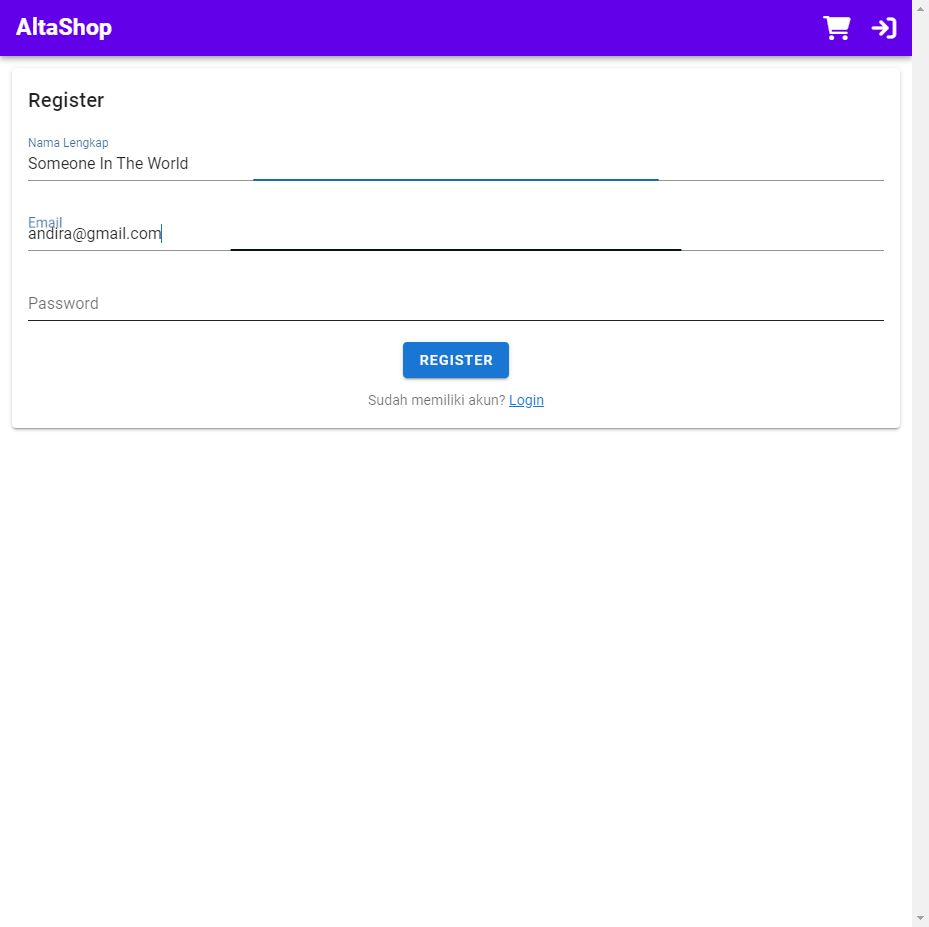 AltaShop
Register
Nama Lengkap
Someone In The World
Email
andira@gmail.com
Password
REGISTER
Sudah memiliki akun? Login